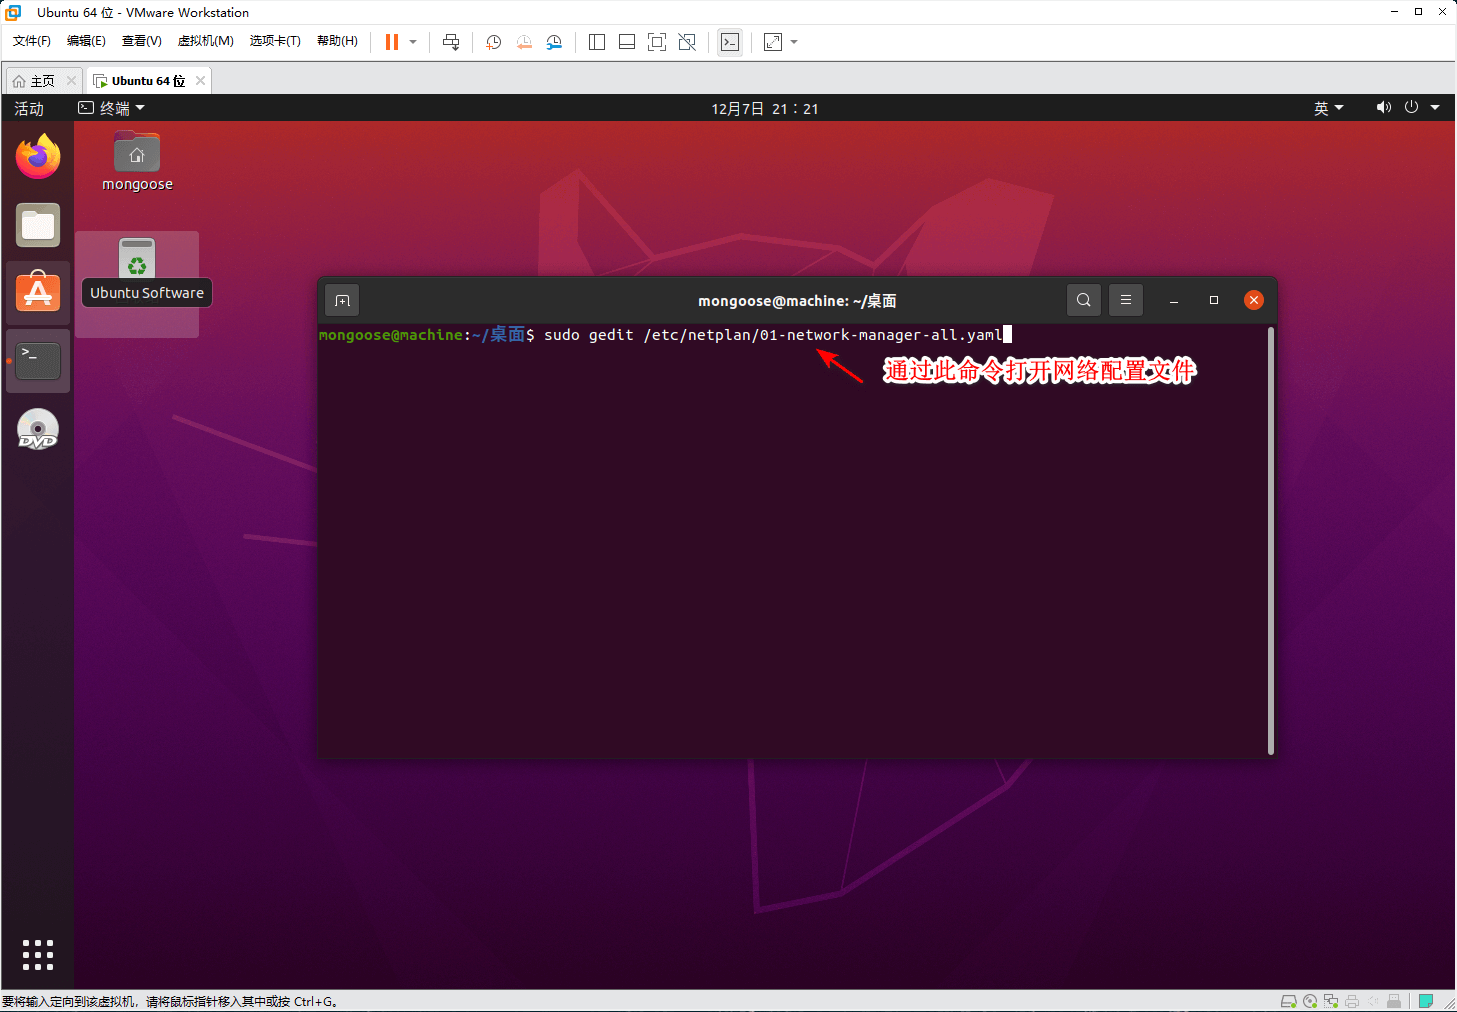 Ubuntu 64 位 - VMware Workstation
文件(F) 编辑(E) 查看(V) 虚拟机(M) 选项卡(T) 帮助(H)
主页 Ubuntu 64 位
活动 终端 12月7日 21：21 英
mongoose
Ubuntu Software
mongoose@machine: ~/桌面
mongoose@machine:~/桌面$ sudo gedit /etc/netplan/01-network-manager-all.yaml
通过此命令打开网络配置文件
>_
DVD
要将输入定向到该虚拟机，请将鼠标指针移入其中或按 Ctrl+G。